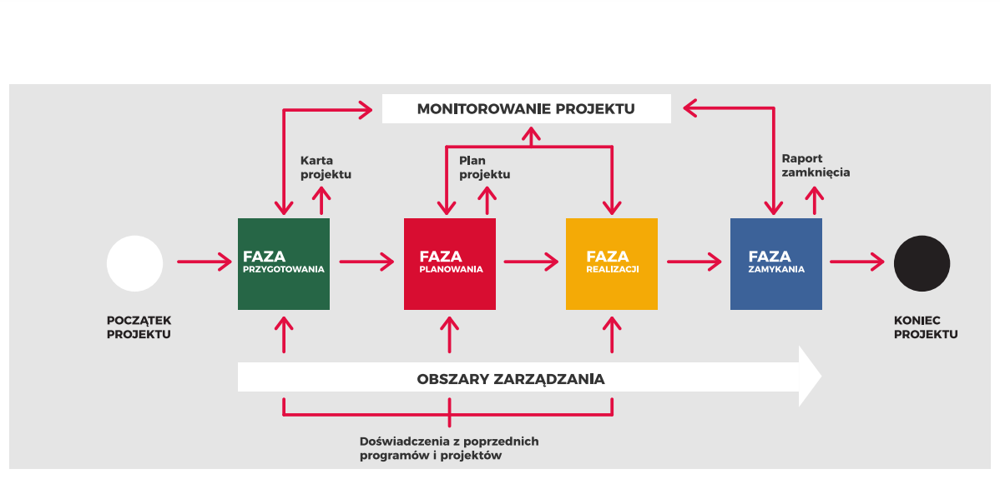 MONITOROWANIE PROJEKTU
Karta
projektu
Plan
projektu
Raport
zamknięcia
FAZA
PRZYGOTOWANIA
FAZA
PLANOWANIA
FAZA
REALIZACJI
FAZA
ZAMYKANIA
POCZĄTEK
PROJEKTU
KONIEC
PROJEKTU
OBSZARY ZARZĄDZANIA
Doświadczenia z poprzednich
programów i projektów